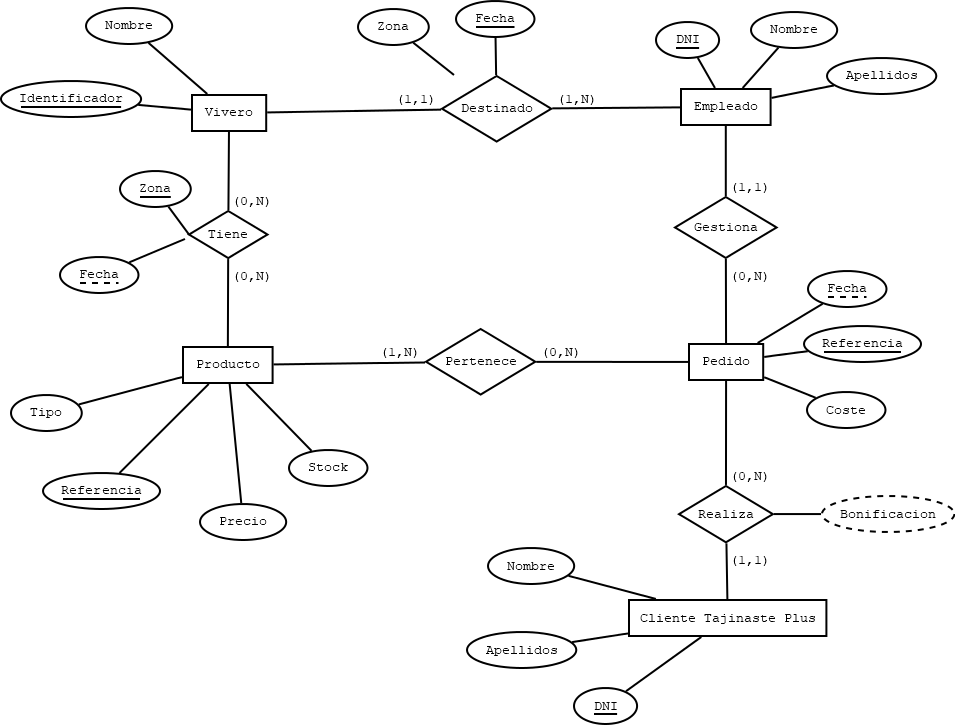 Nombre
Zona
Fecha
DNI
Nombre
Apellidos
Identificador
Vivero
(1,1)
Destinado
(1,N)
Empleado
Zona
(0,N)
(1,1)
Tiene
Gestiona
Fecha
(0,N)
(0,N)
Fecha
Referencia
Producto
(1,N)
Pertenece
(0,N)
Pedido
Tipo
Coste
Stock
Referencia
(0,N)
Precio
Realiza
Bonificacion
Nombre
(1,1)
Cliente Tajinaste Plus
Apellidos
DNI